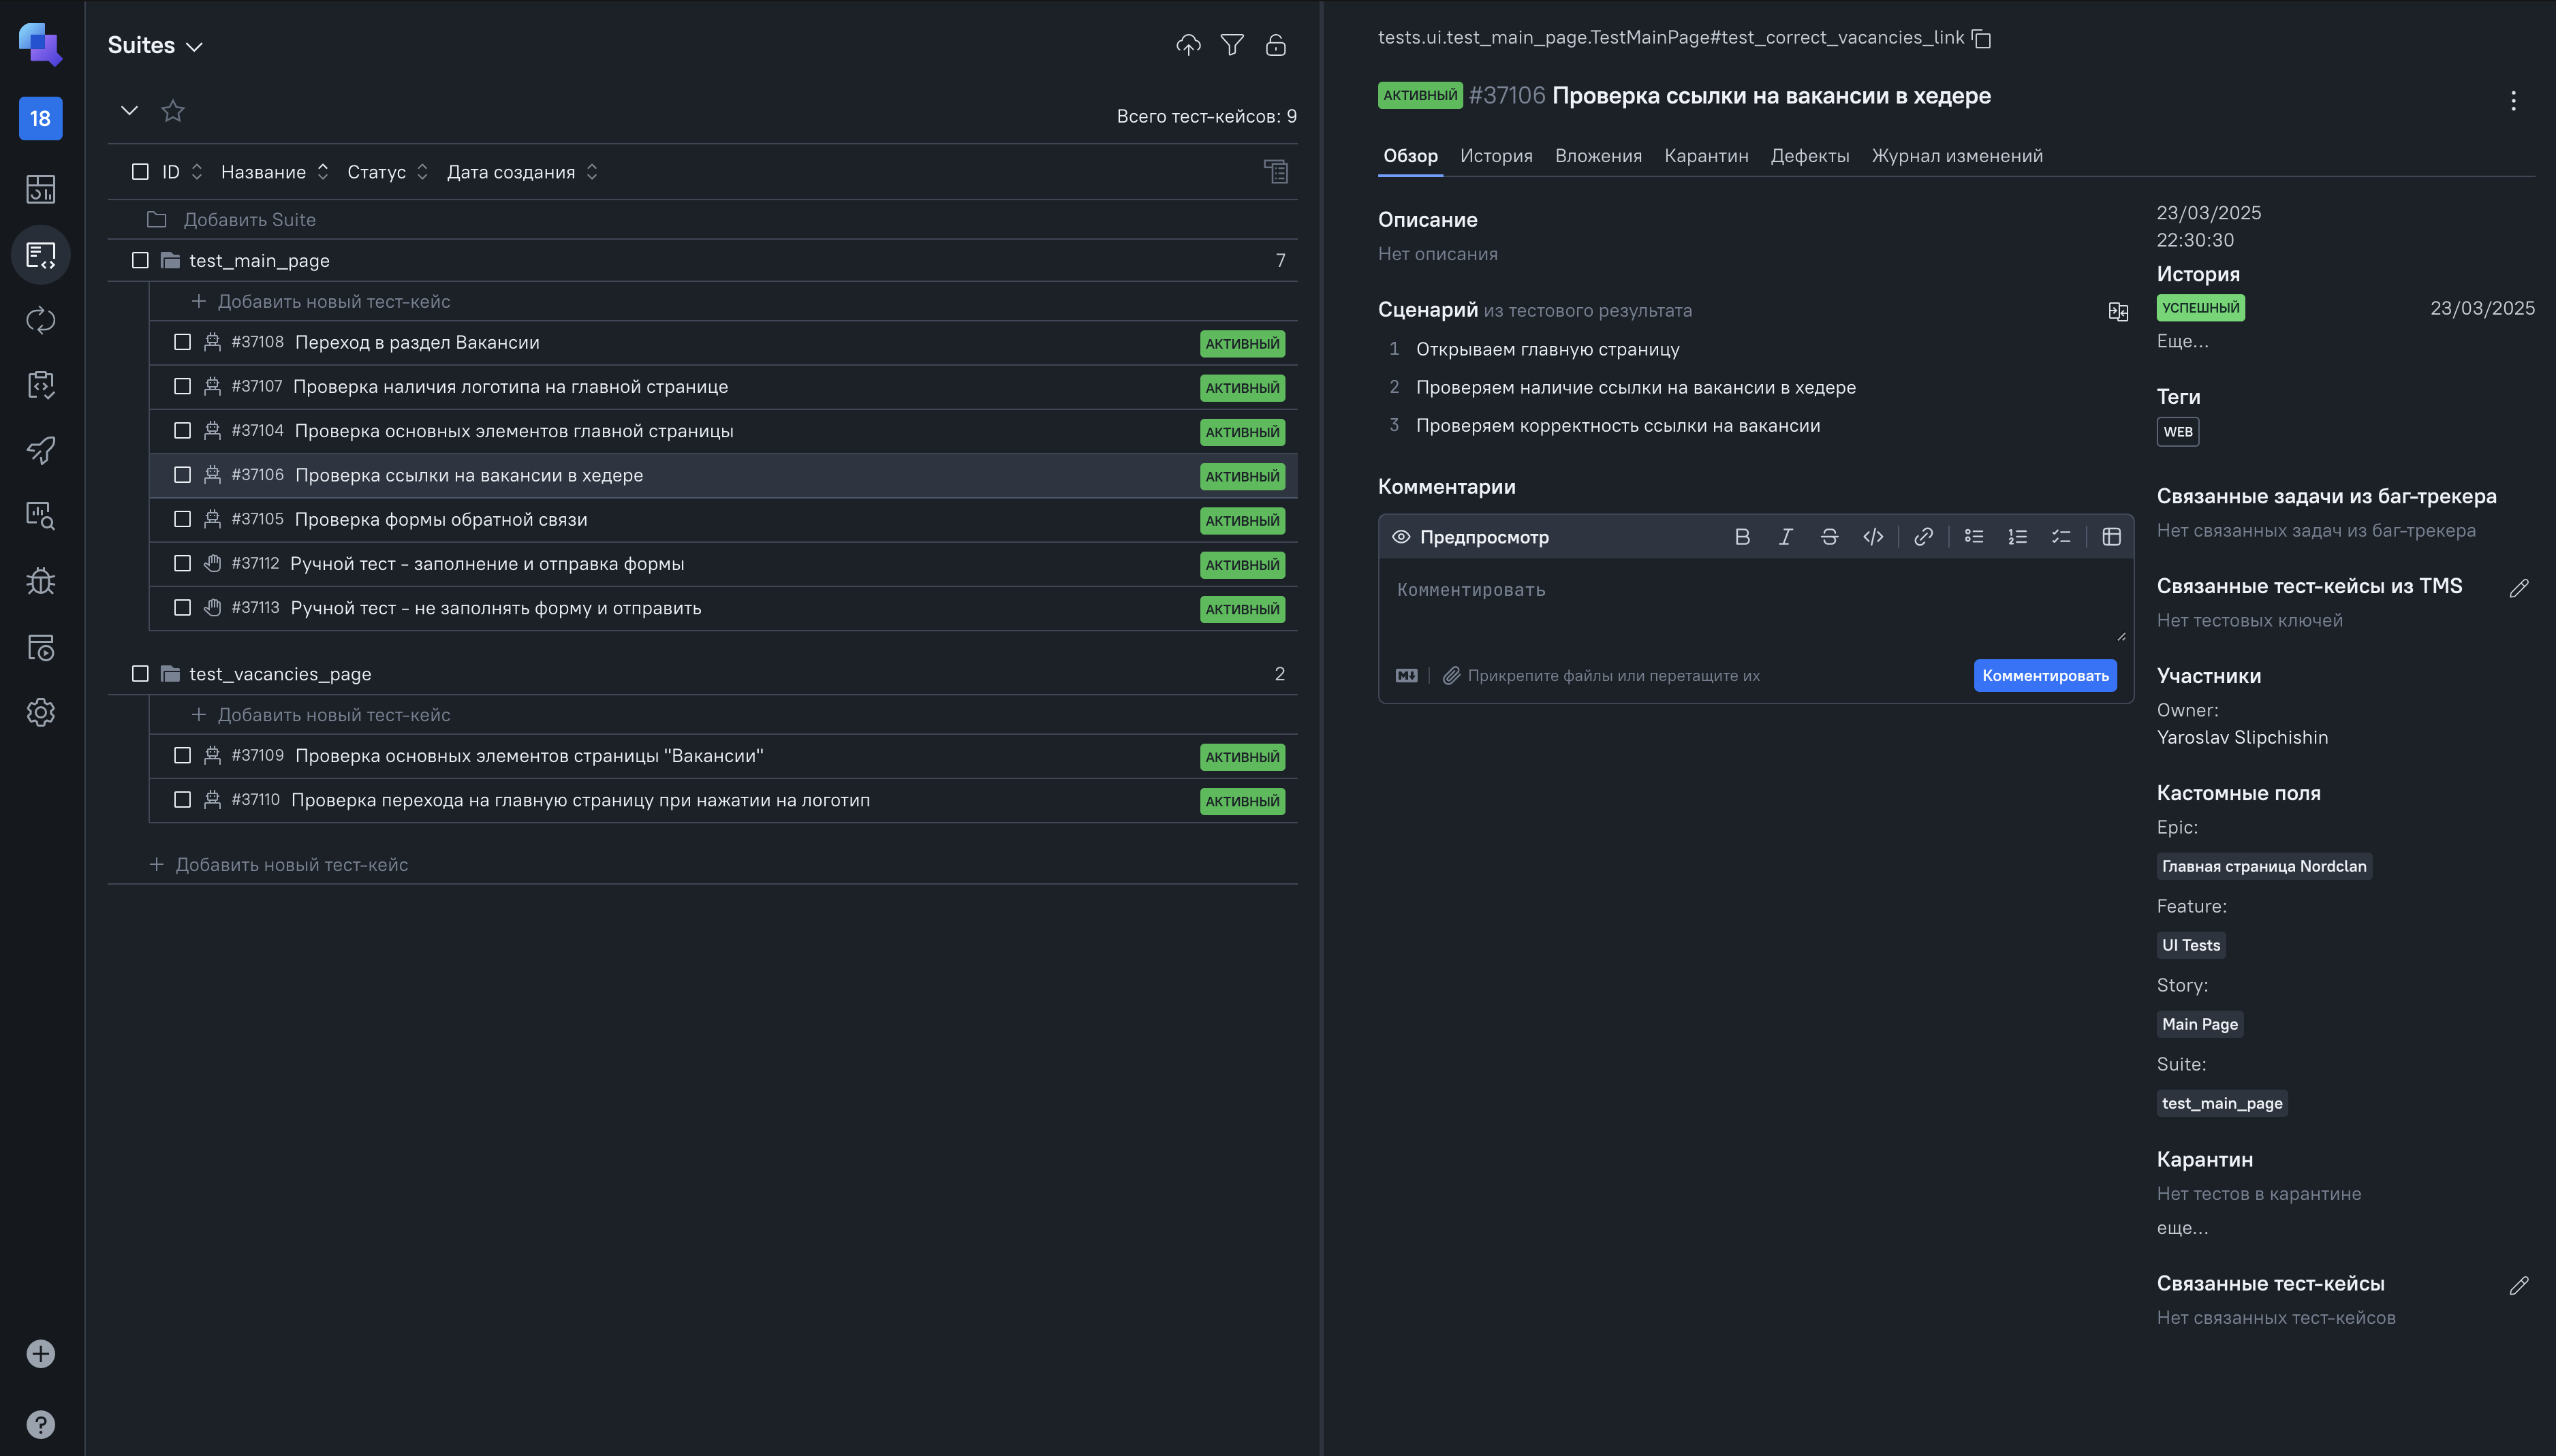 18
Suites
Всего тест-кейсов: 9
ID Название Статус Дата создания
Добавить Suite
test_main_page 7
Добавить новый тест-кейс
#37108 Переход в раздел Вакансии АКТИВНЫЙ
#37107 Проверка наличия логотипа на главной странице АКТИВНЫЙ
#37104 Проверка основных элементов главной страницы АКТИВНЫЙ
#37106 Проверка ссылки на вакансии в хедере АКТИВНЫЙ
#37105 Проверка формы обратной связи АКТИВНЫЙ
#37112 Ручной тест - заполнение и отправка формы АКТИВНЫЙ
#37113 Ручной тест - не заполнять форму и отправить АКТИВНЫЙ
test_vacancies_page 2
Добавить новый тест-кейс
#37109 Проверка основных элементов страницы "Вакансии" АКТИВНЫЙ
#37110 Проверка перехода на главную страницу при нажатии на логотип АКТИВНЫЙ
Добавить новый тест-кейс
tests.ui.test_main_page.TestMainPage#test_correct_vacancies_link
АКТИВНЫЙ #37106 Проверка ссылки на вакансии в хедере
Обзор История Вложения Карантин Дефекты Журнал изменений
Описание
Нет описания
Сценарий из тестового результата
1 Открываем главную страницу
2 Проверяем наличие ссылки на вакансии в хедере
3 Проверяем корректность ссылки на вакансии
Комментарии
Предпросмотр
Комментировать
Прикрепите файлы или перетащите их Комментировать
23/03/2025
22:30:30
История
УСПЕШНЫЙ 23/03/2025
Еще...
Теги
WEB
Связанные задачи из баг-трекера
Нет связанных задач из баг-трекера
Связанные тест-кейсы из TMS
Нет тестовых ключей
Участники
Owner:
Yaroslav Slipchishin
Кастомные поля
Epic:
Главная страница Nordclan
Feature:
UI Tests
Story:
Main Page
Suite:
test_main_page
Карантин
Нет тестов в карантине
еще...
Связанные тест-кейсы
Нет связанных тест-кейсов